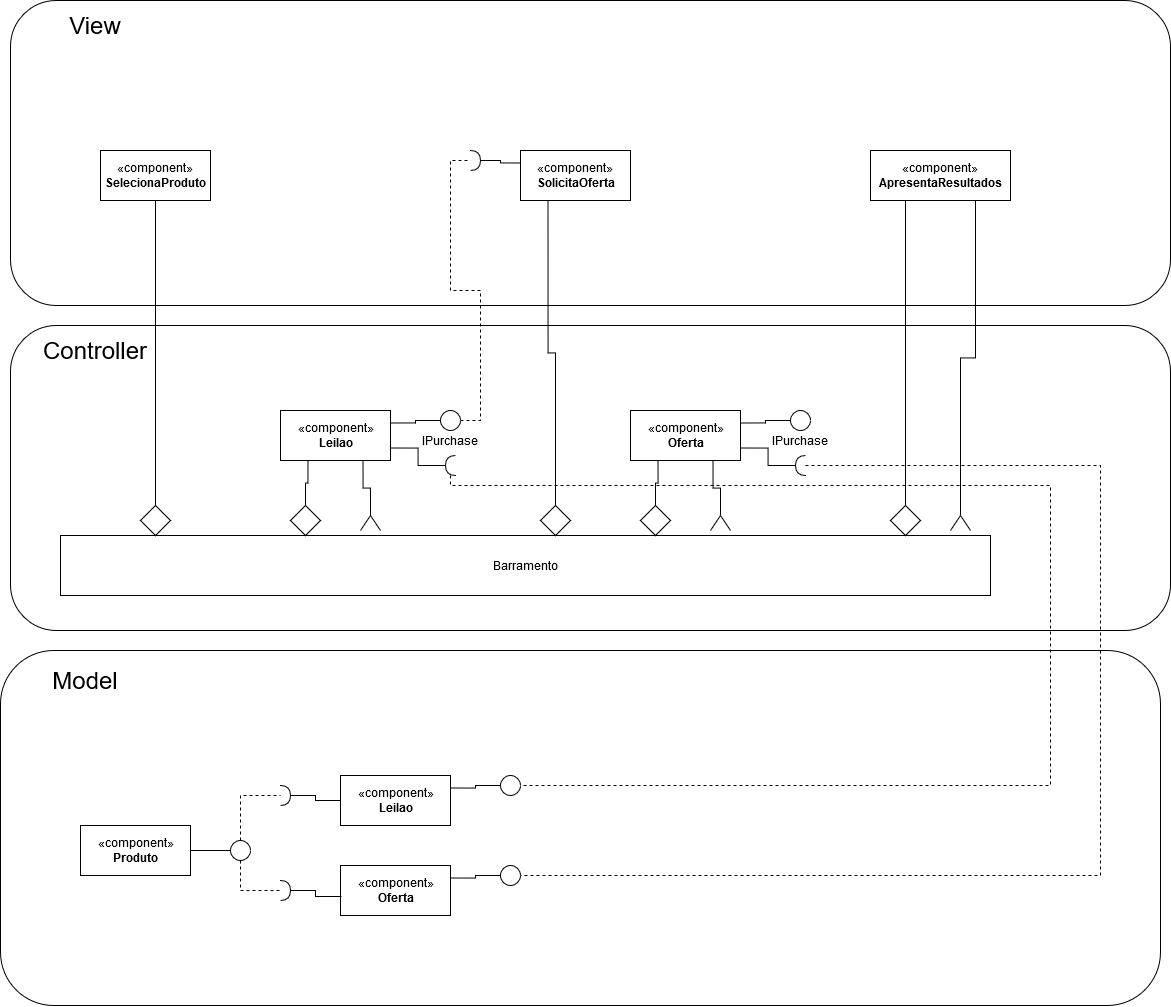 View
«component»
SelecionaProduto
«component»
SolicitaOferta
«component»
ApresentaResultados
Controller
«component»
Leilao
IPurchase
«component»
Oferta
IPurchase
Barramento
Model
«component»
Leilao
«component»
Produto
«component»
Oferta